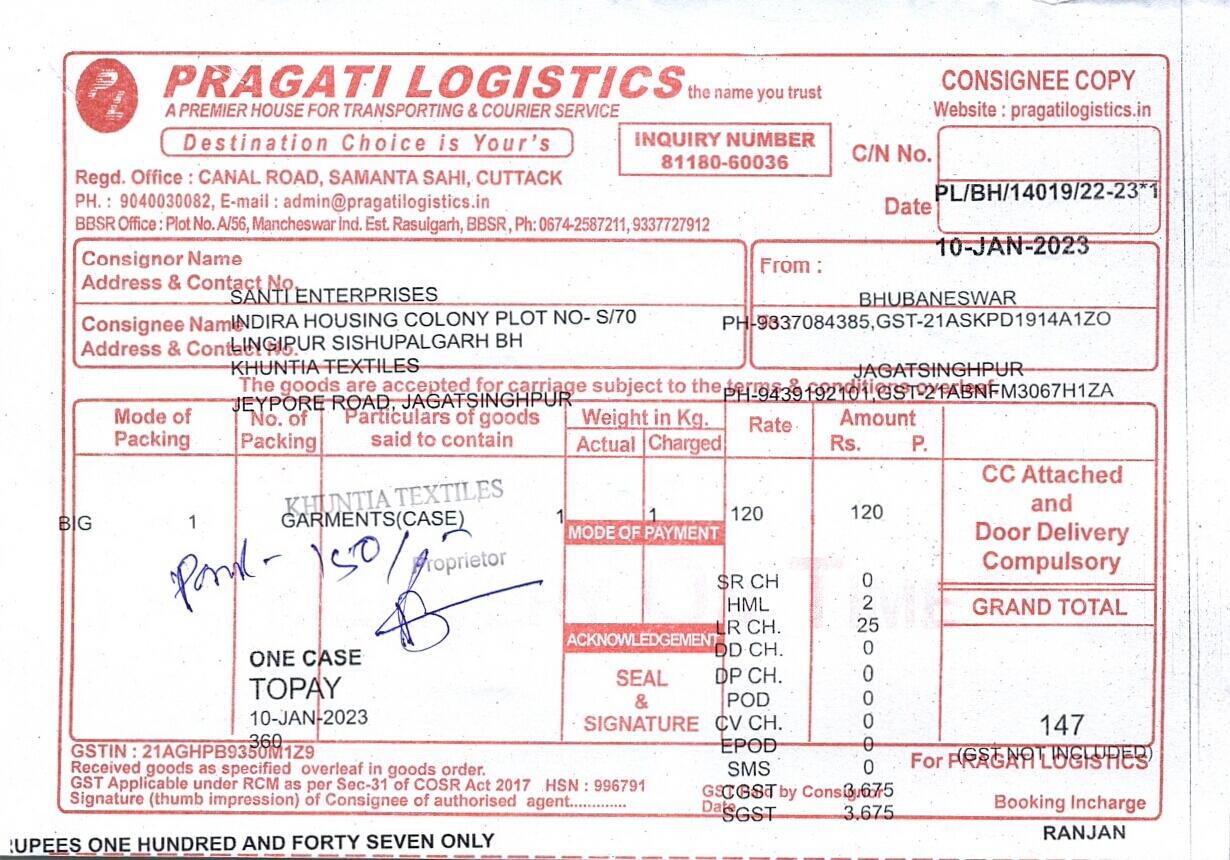 PRAGATI LOGISTICS the name you trust
A PREMIER HOUSE FOR TRANSPORTING & COURIER SERVICE
Destination Choice is Your's
CONSIGNEE COPY
Website : pragatilogistics.in
INQUIRY NUMBER
81180-60036
C/N No.
PL/BH/14019/22-23*1
Date
10-JAN-2023
Regd. Office : CANAL ROAD, SAMANTA SAHI, CUTTACK
PH. : 9040030082, E-mail : admin@pragatilogistics.in
BBSR Office : Plot No. A/56, Mancheswar Ind. Est. Rasulgarh, BBSR, Ph: 0674-2587211, 9337727912
Consignor Name
Address & Contact No.
SANTI ENTERPRISES
INDIRA HOUSING COLONY PLOT NO- S/70
LINGIPUR SISHUPALGARH BH
From :
BHUBANESWAR
PH-9337084385,GST-21ASKPD1914A1ZO
Consignee Name
Address & Contact No.
KHUNTIA TEXTILES
JEYPORE ROAD, JAGATSINGHPUR
JAGATSINGHPUR
PH-9439192101,GST-21ABNFM3067H1ZA
The goods are accepted for carriage subject to the terms & conditions overleaf
Mode of Packing
No. of Packing
Particulars of goods said to contain
Weight in Kg.
Actual Charged
Rate
Amount
Rs. P.
CC Attached
and
Door Delivery
Compulsory
KHUNTIA TEXTILES
BIG 1 GARMENTS(CASE) 1 1 120 120
Proprietor
MODE OF PAYMENT
SR CH 0
HML 2
LR CH. 25
DD CH. 0
DP CH. 0
POD 0
CV CH. 0
EPOD 0
SMS 0
CGST 3.675
SGST 3.675
GRAND TOTAL
147
(GST NOT INCLUDED)
ACKNOWLEDGEMENT
SEAL
&
SIGNATURE
ONE CASE
TOPAY
10-JAN-2023
360
GSTIN : 21AGHPB9350M1Z9
Received goods as specified overleaf in goods order.
GST Applicable under RCM as per Sec-31 of COSR Act 2017 HSN : 996791
Signature (thumb impression) of Consignee of authorised agent.............
GST Paid by Consignor
Date
For PRAGATI LOGISTICS
Booking Incharge
RANJAN
UPEES ONE HUNDRED AND FORTY SEVEN ONLY